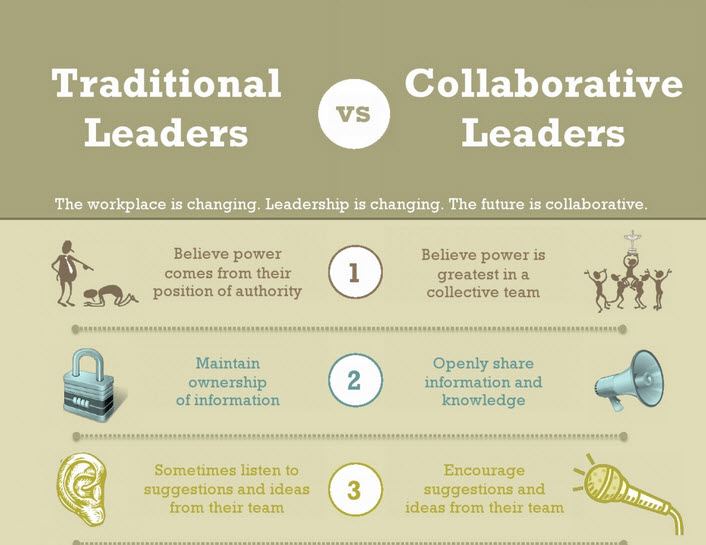 Traditional
Leaders
vs
Collaborative
Leaders
The workplace is changing. Leadership is changing. The future is collaborative.
Believe power
comes from their
position of authority
1
Believe power is
greatest in a
collective team
Maintain
ownership
of information
2
Openly share
information and
knowledge
Sometimes listen to
suggestions and ideas
from their team
3
Encourage
suggestions and
ideas from their team